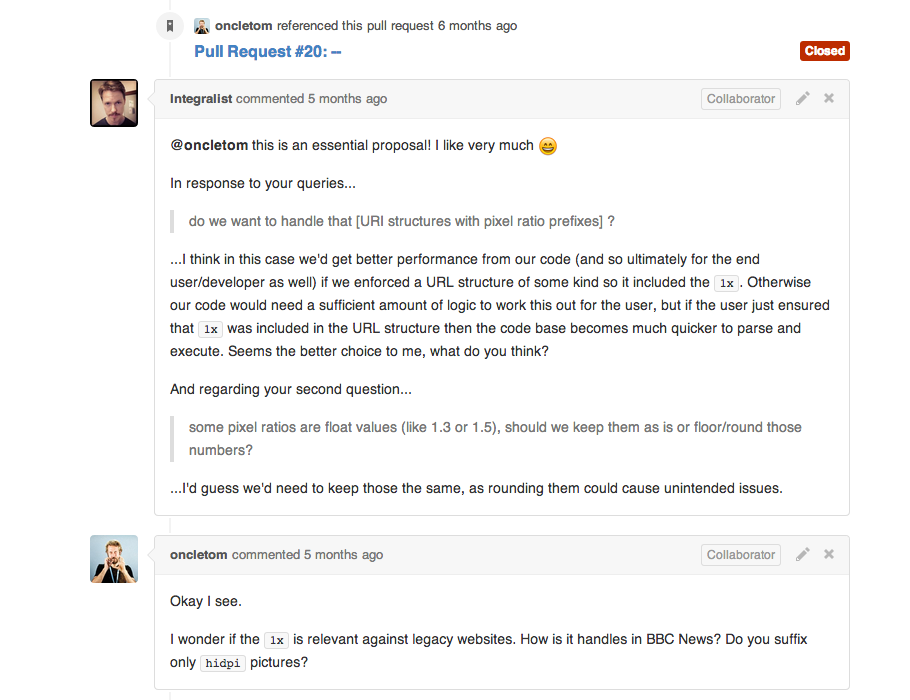 oncletom referenced this pull request 6 months ago
Pull Request #20: –
Closed
Integralist commented 5 months ago
Collaborator
@oncletom this is an essential proposal! I like very much 😄
In response to your queries...
do we want to handle that [URI structures with pixel ratio prefixes] ?
...I think in this case we'd get better performance from our code (and so ultimately for the end
user/developer as well) if we enforced a URL structure of some kind so it included the 1x. Otherwise
our code would need a sufficient amount of logic to work this out for the user, but if the user just ensured
that 1x was included in the URL structure then the code base becomes much quicker to parse and
execute. Seems the better choice to me, what do you think?
And regarding your second question...
some pixel ratios are float values (like 1.3 or 1.5), should we keep them as is or floor/round those
numbers?
...I'd guess we'd need to keep those the same, as rounding them could cause unintended issues.
oncletom commented 5 months ago
Collaborator
Okay I see.
I wonder if the 1x is relevant against legacy websites. How is it handles in BBC News? Do you suffix
only hidpi pictures?